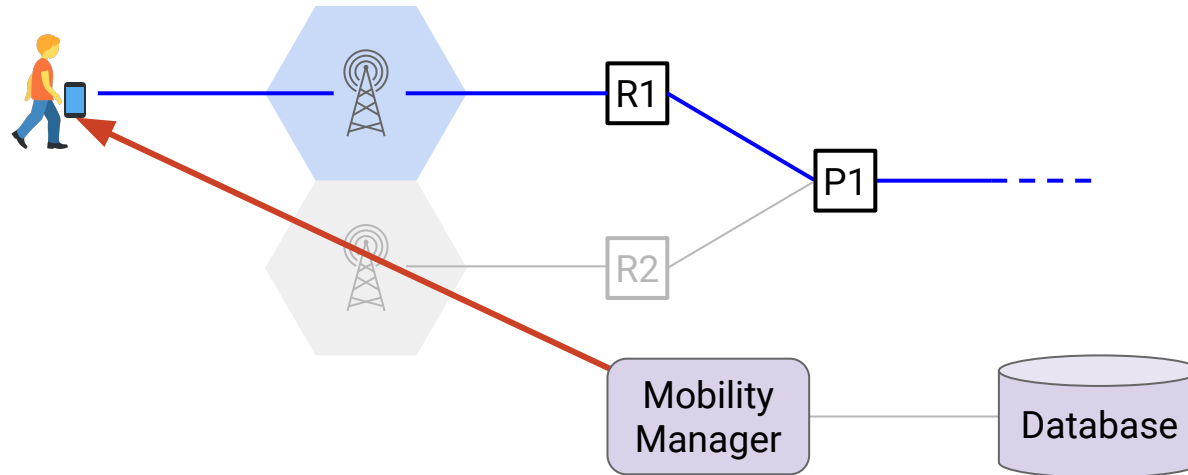 R1
P1
R2
Mobility
Manager
Database